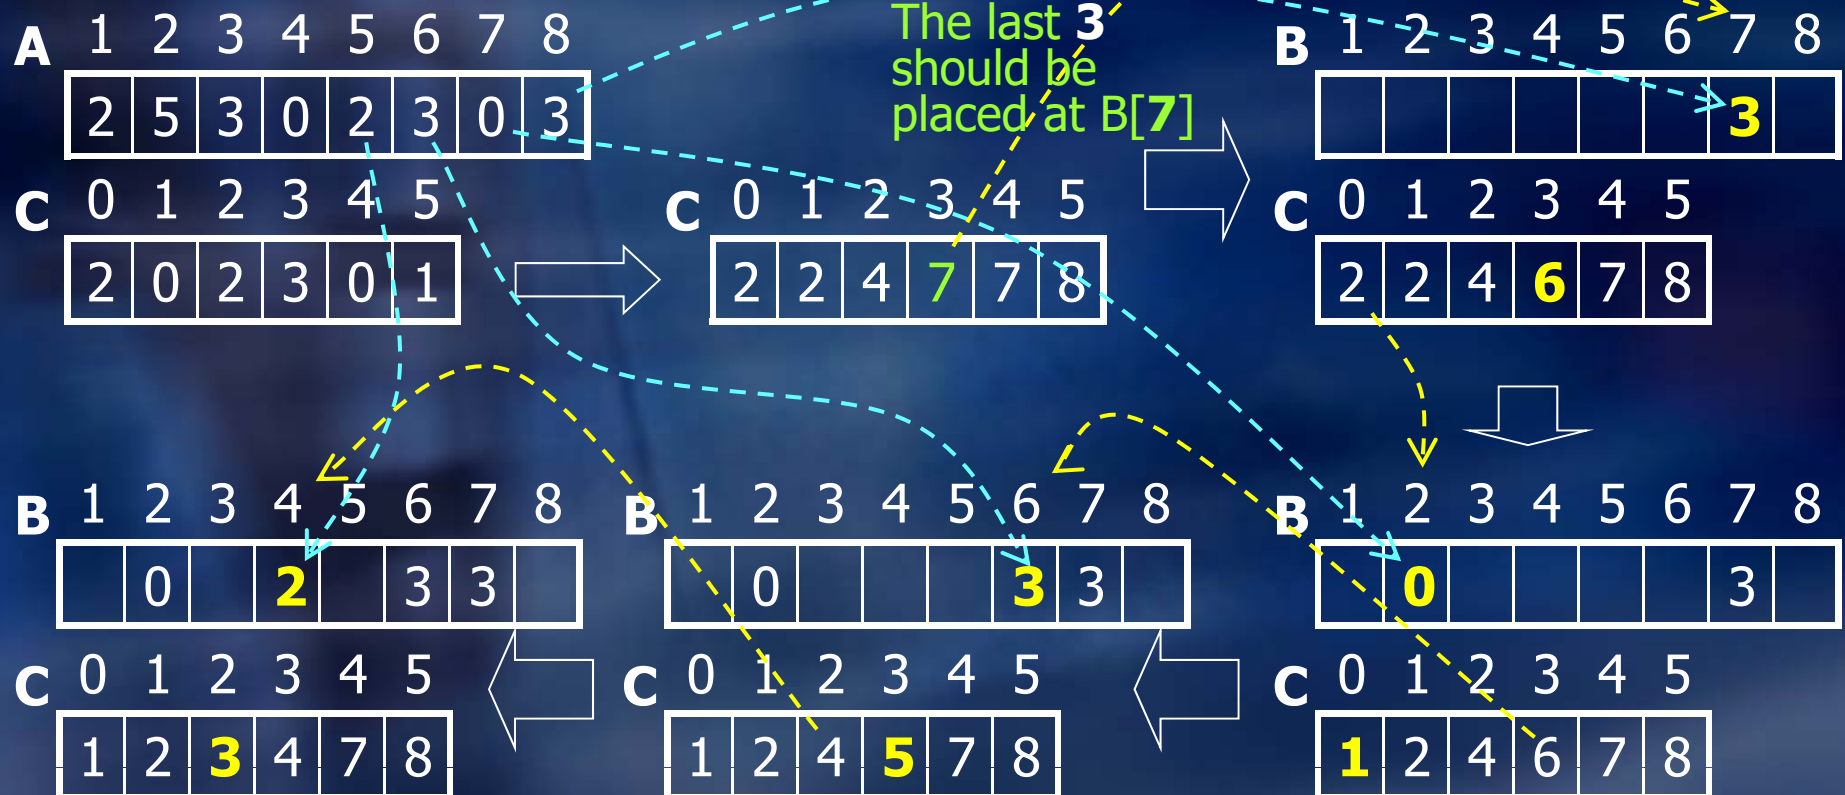 A 1 2 3 4 5 6 7 8
2 5 3 0 2 3 0 3
C 0 1 2 3 4 5
2 0 2 3 0 1
The last 3
should be
placed at B[7]
C 0 1 2 3 4 5
2 2 4 7 7 8
B 1 2 3 4 5 6 7 8
3
C 0 1 2 3 4 5
2 2 4 6 7 8
B 1 2 3 4 5 6 7 8
0 2 3 3
C 0 1 2 3 4 5
1 2 3 4 7 8
B 1 2 3 4 5 6 7 8
0 3 3
C 0 1 2 3 4 5
1 2 4 5 7 8
B 1 2 3 4 5 6 7 8
0 3
C 0 1 2 3 4 5
1 2 4 6 7 8